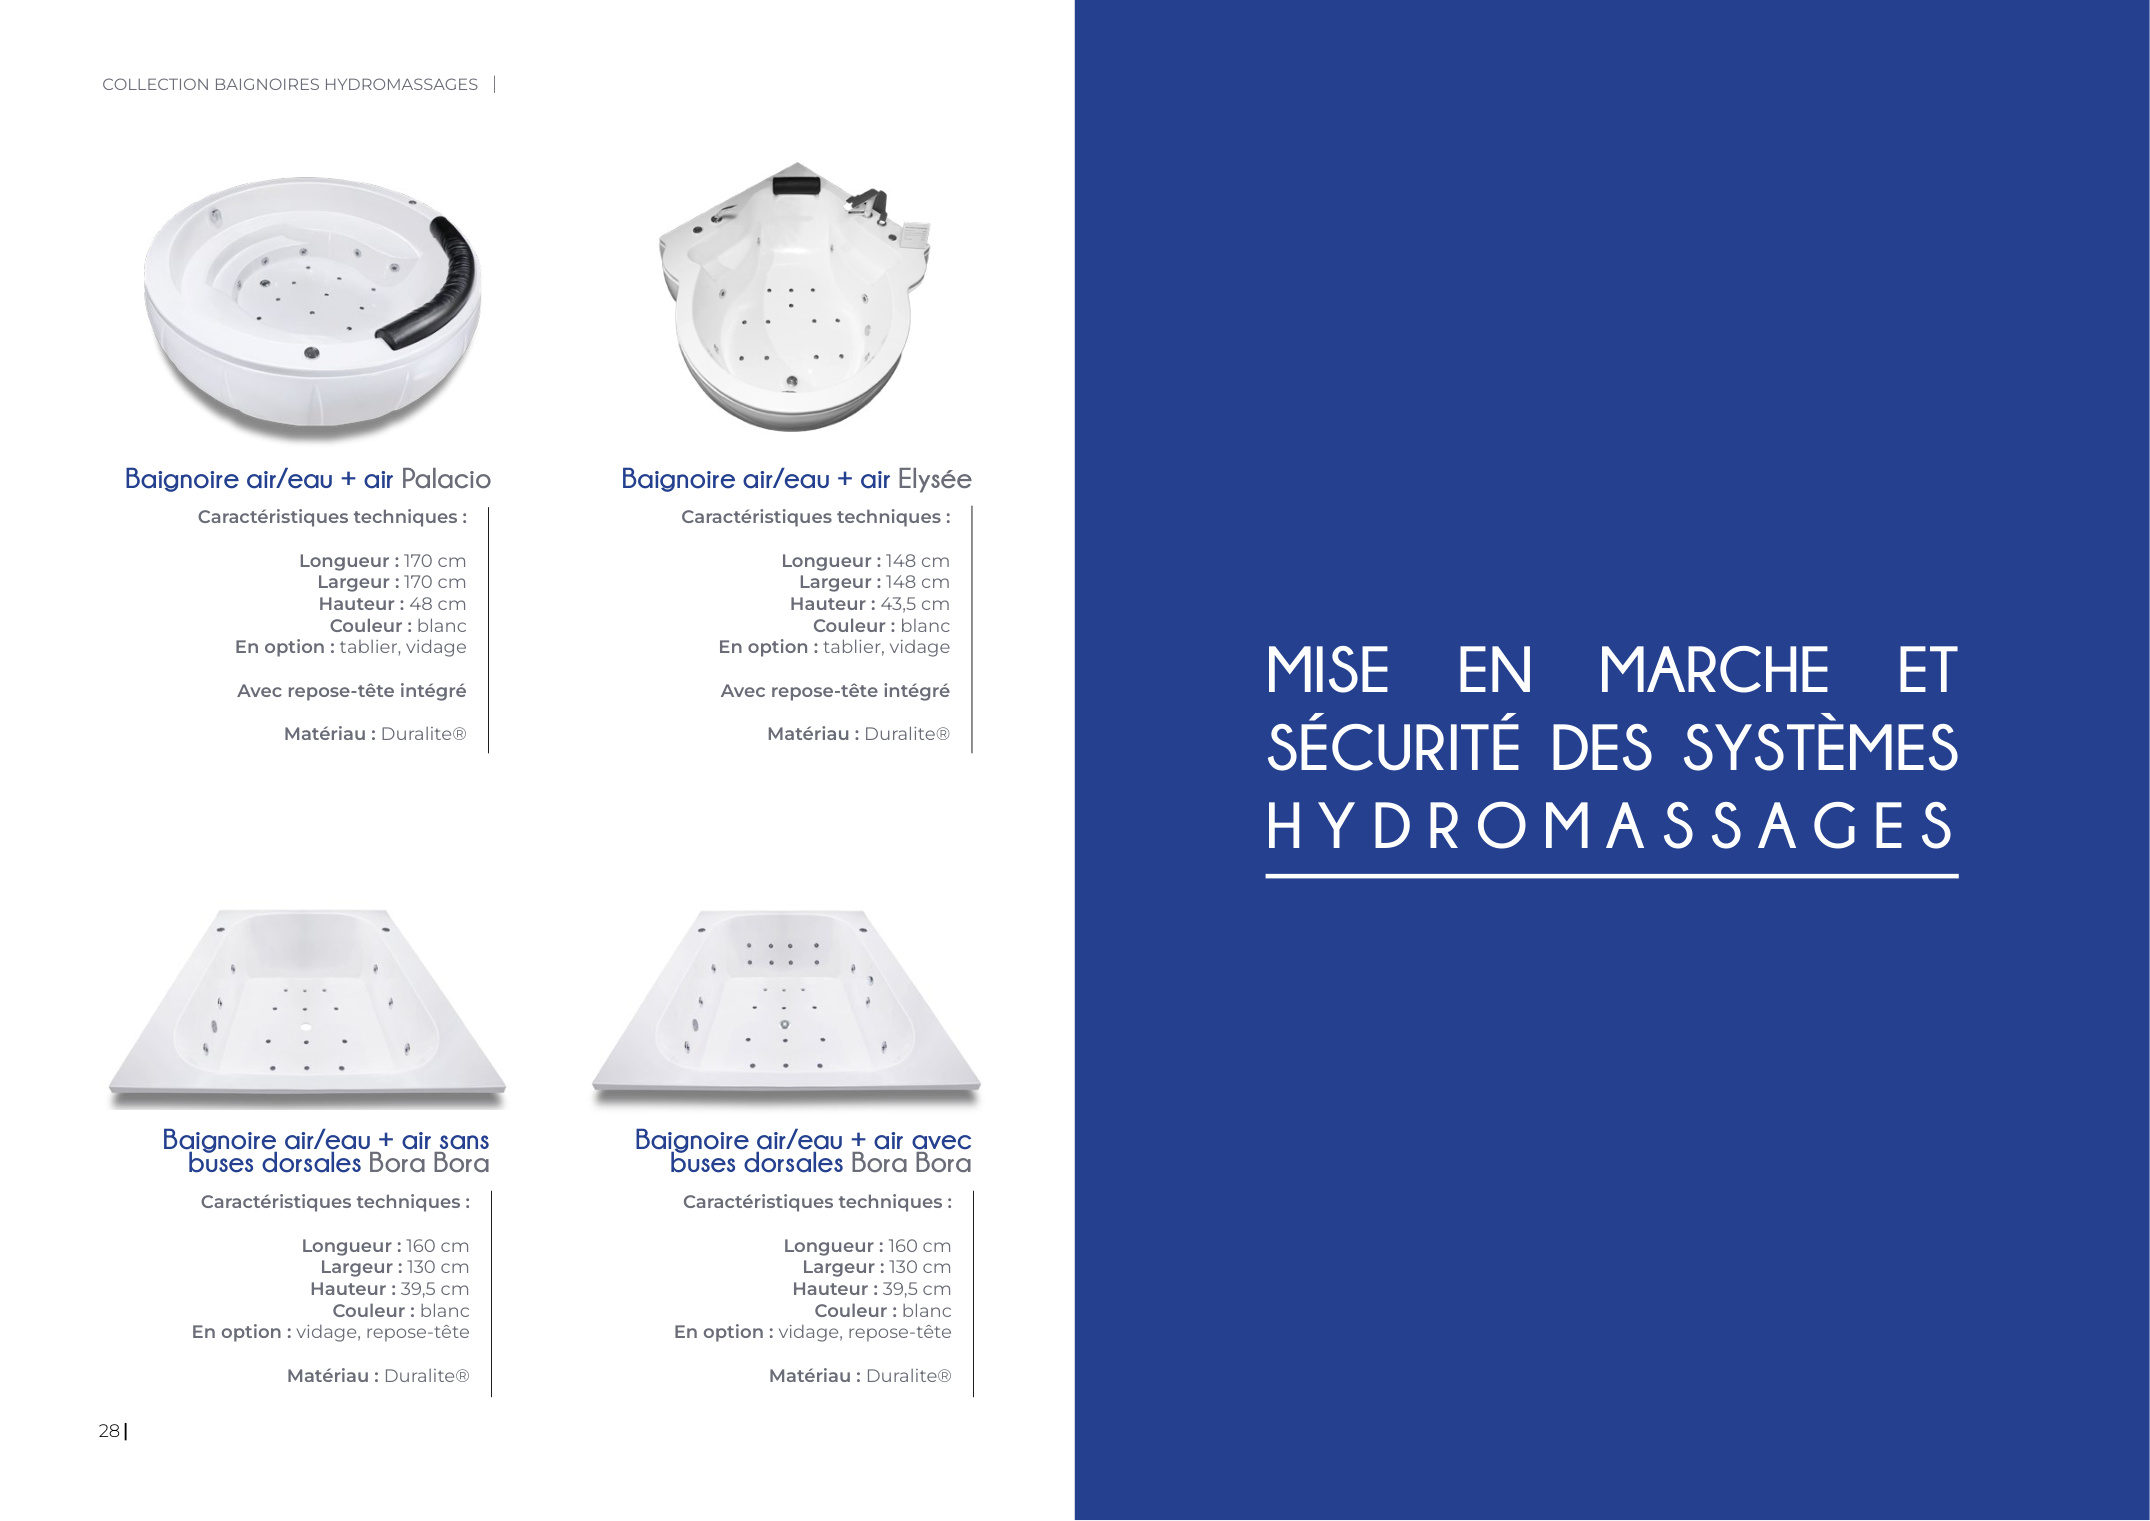 COLLECTION BAIGNOIRES HYDROMASSAGES |
Baignoire air/eau + air Palacio
Caractéristiques techniques :
Longueur : 170 cm
Largeur : 170 cm
Hauteur : 48 cm
Couleur : blanc
En option : tablier, vidage
Avec repose-tête intégré
Matériau : Duralite®
Baignoire air/eau + air Elysée
Caractéristiques techniques :
Longueur : 148 cm
Largeur : 148 cm
Hauteur : 43,5 cm
Couleur : blanc
En option : tablier, vidage
Avec repose-tête intégré
Matériau : Duralite®
Baignoire air/eau + air sans
buses dorsales Bora Bora
Caractéristiques techniques :
Longueur : 160 cm
Largeur : 130 cm
Hauteur : 39,5 cm
Couleur : blanc
En option : vidage, repose-tête
Matériau : Duralite®
Baignoire air/eau + air avec
buses dorsales Bora Bora
Caractéristiques techniques :
Longueur : 160 cm
Largeur : 130 cm
Hauteur : 39,5 cm
Couleur : blanc
En option : vidage, repose-tête
Matériau : Duralite®
28 |
MISE EN MARCHE ET
SÉCURITÉ DES SYSTÈMES
HYDROMASSAGES